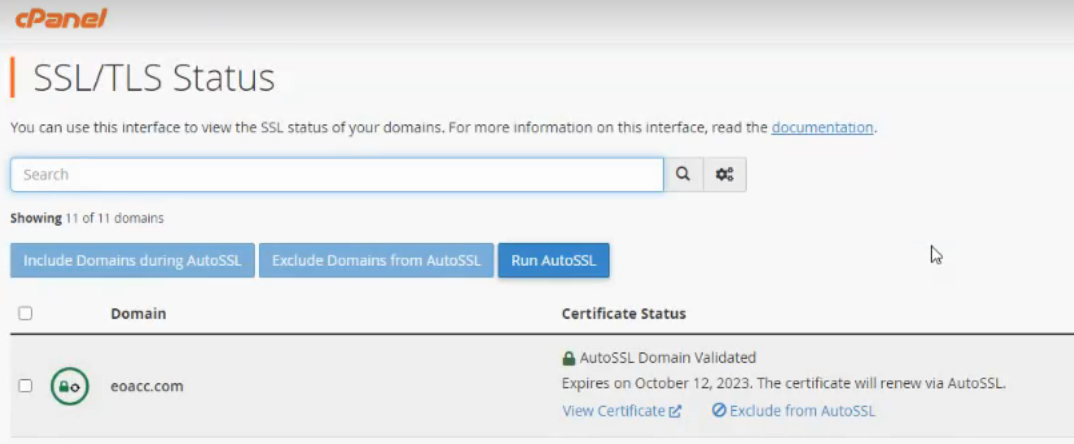 cPanel
SSL/TLS Status
You can use this interface to view the SSL status of your domains. For more information on this interface, read the documentation.
Search
Showing 11 of 11 domains
Include Domains during AutoSSL Exclude Domains from AutoSSL Run AutoSSL
Domain Certificate Status
AutoSSL Domain Validated
eoacc.com
Expires on October 12, 2023. The certificate will renew via AutoSSL.
View Certificate Exclude from AutoSSL